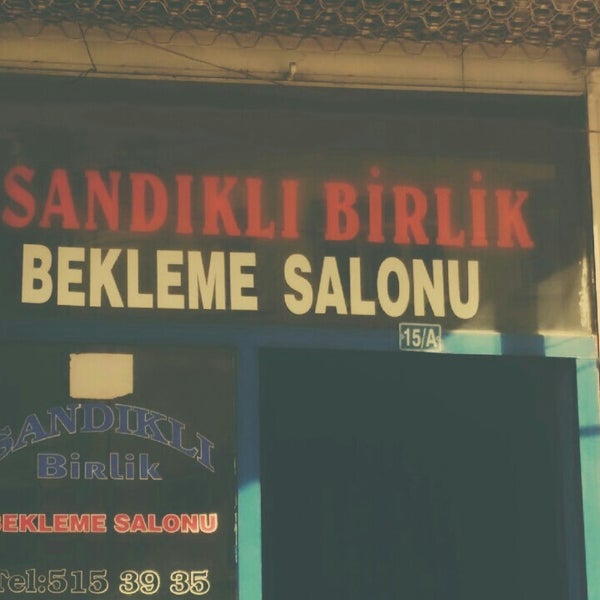 SANDIKLI BİRLİK
BEKLEME SALONU
15/A
SANDIKLI
BiRLiK
BEKLEME SALONU
Tel:515 39 35